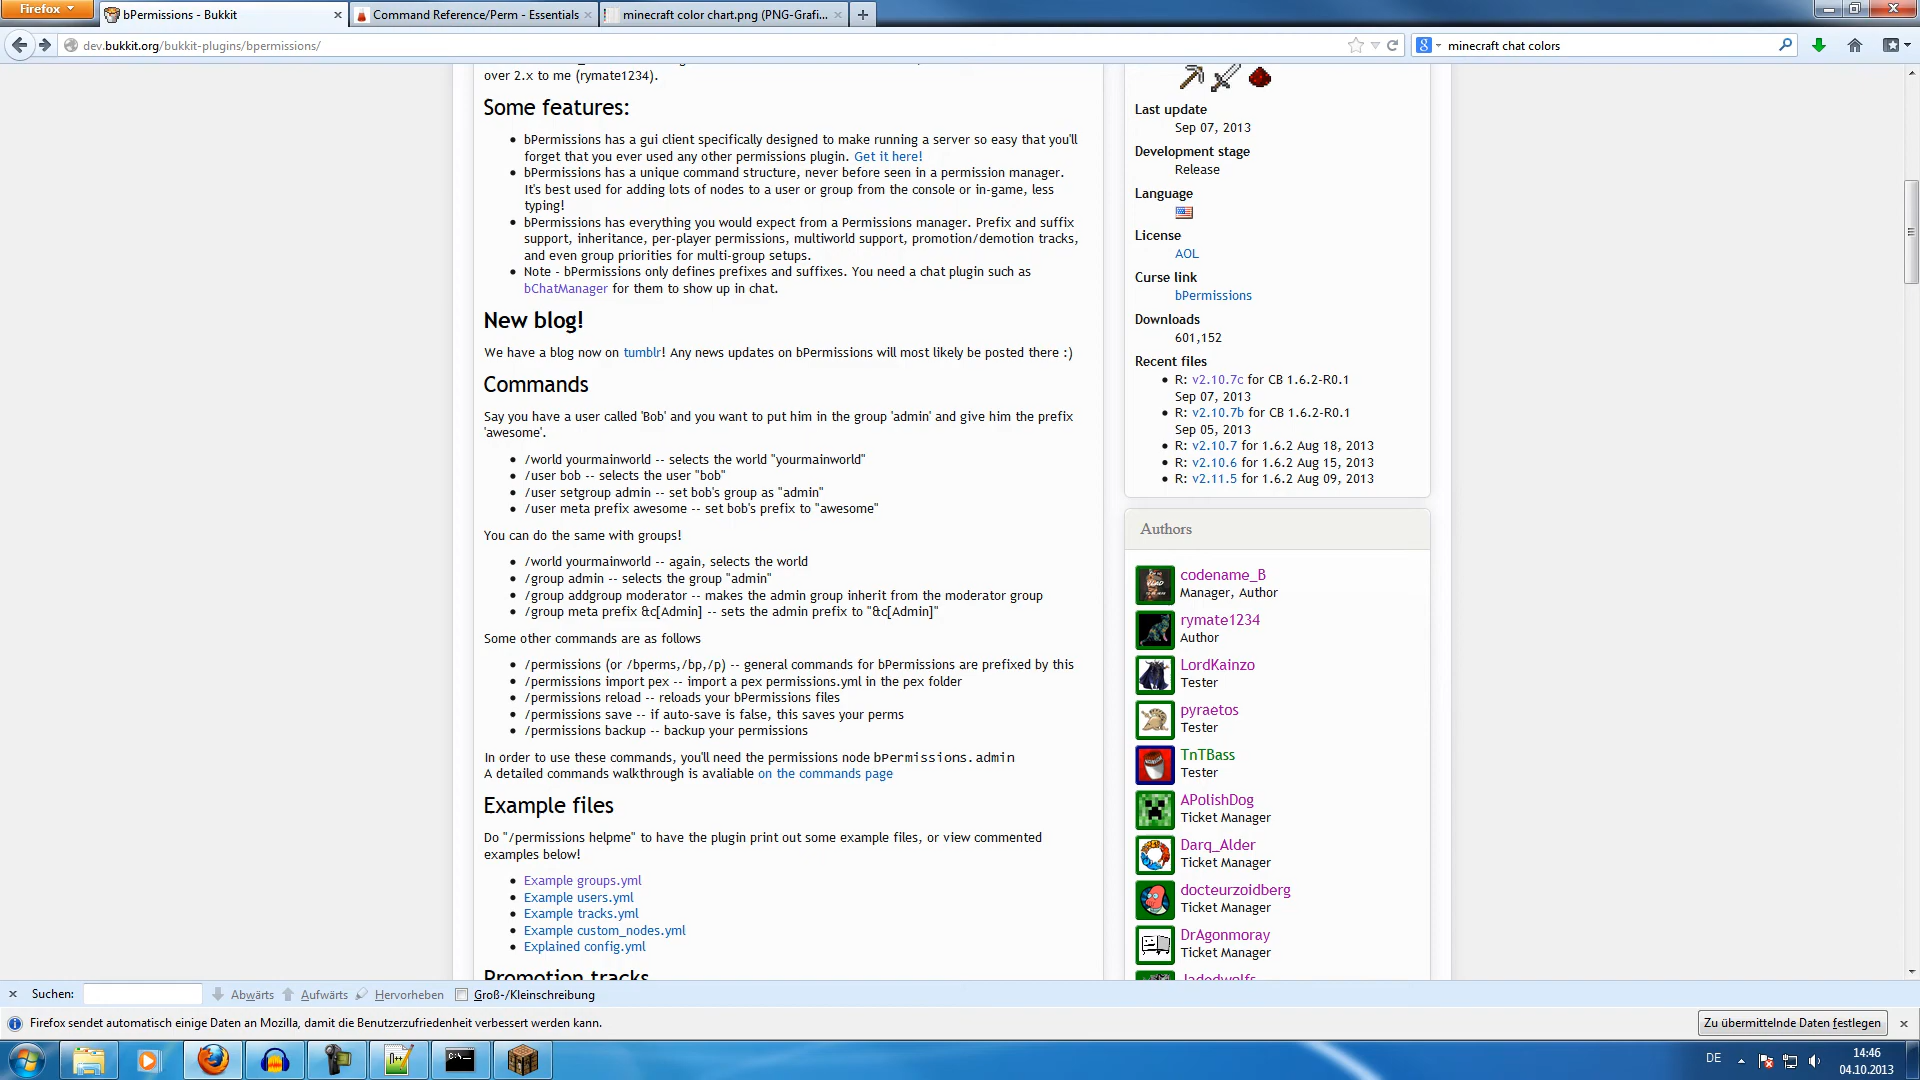 Firefox
bPermissions - Bukkit
Command Reference/Perm - Essentials
minecraft color chart.png (PNG-Grafi...
dev.bukkit.org/bukkit-plugins/bpermissions/
minecraft chat colors
over 2.x to me (rymate1234).
Some features:
bPermissions has a gui client specifically designed to make running a server so easy that you'll
forget that you ever used any other permissions plugin. Get it here!
bPermissions has a unique command structure, never before seen in a permission manager.
It's best used for adding lots of nodes to a user or group from the console or in-game, less
typing!
bPermissions has everything you would expect from a Permissions manager. Prefix and suffix
support, inheritance, per-player permissions, multiworld support, promotion/demotion tracks,
and even group priorities for multi-group setups.
Note - bPermissions only defines prefixes and suffixes. You need a chat plugin such as
bChatManager for them to show up in chat.
New blog!
We have a blog now on tumblr! Any news updates on bPermissions will most likely be posted there :)
Commands
Say you have a user called 'Bob' and you want to put him in the group 'admin' and give him the prefix
'awesome'.
/world yourmainworld -- selects the world "yourmainworld"
/user bob -- selects the user "bob"
/user setgroup admin -- set bob's group as "admin"
/user meta prefix awesome -- set bob's prefix to "awesome"
You can do the same with groups!
/world yourmainworld -- again, selects the world
/group admin -- selects the group "admin"
/group addgroup moderator -- makes the admin group inherit from the moderator group
/group meta prefix &c[Admin] -- sets the admin prefix to "&c[Admin]"
Some other commands are as follows
/permissions (or /bperms,/bp,/p) -- general commands for bPermissions are prefixed by this
/permissions import pex -- import a pex permissions.yml in the pex folder
/permissions reload -- reloads your bPermissions files
/permissions save -- if auto-save is false, this saves your perms
/permissions backup -- backup your permissions
In order to use these commands, you'll need the permissions node bPermissions.admin
A detailed commands walkthrough is avaliable on the commands page
Example files
Do "/permissions helpme" to have the plugin print out some example files, or view commented
examples below!
Example groups.yml
Example users.yml
Example tracks.yml
Example custom_nodes.yml
Explained config.yml
Promotion tracks
Last update
Sep 07, 2013
Development stage
Release
Language
License
AOL
Curse link
bPermissions
Downloads
601,152
Recent files
R: v2.10.7c for CB 1.6.2-R0.1
Sep 07, 2013
R: v2.10.7b for CB 1.6.2-R0.1
Sep 05, 2013
R: v2.10.7 for 1.6.2 Aug 18, 2013
R: v2.10.6 for 1.6.2 Aug 15, 2013
R: v2.11.5 for 1.6.2 Aug 09, 2013
Authors
codename_B
Manager, Author
rymate1234
Author
LordKainzo
Tester
pyraetos
Tester
TnTBass
Tester
APolishDog
Ticket Manager
Darq_Alder
Ticket Manager
docteurzoidberg
Ticket Manager
DrAgonmoray
Ticket Manager
Jadedwolfs
Suchen:
Abwärts
Aufwärts
Hervorheben
Groß-/Kleinschreibung
Firefox sendet automatisch einige Daten an Mozilla, damit die Benutzerzufriedenheit verbessert werden kann.
Zu übermittelnde Daten festlegen
DE
14:46
04.10.2013